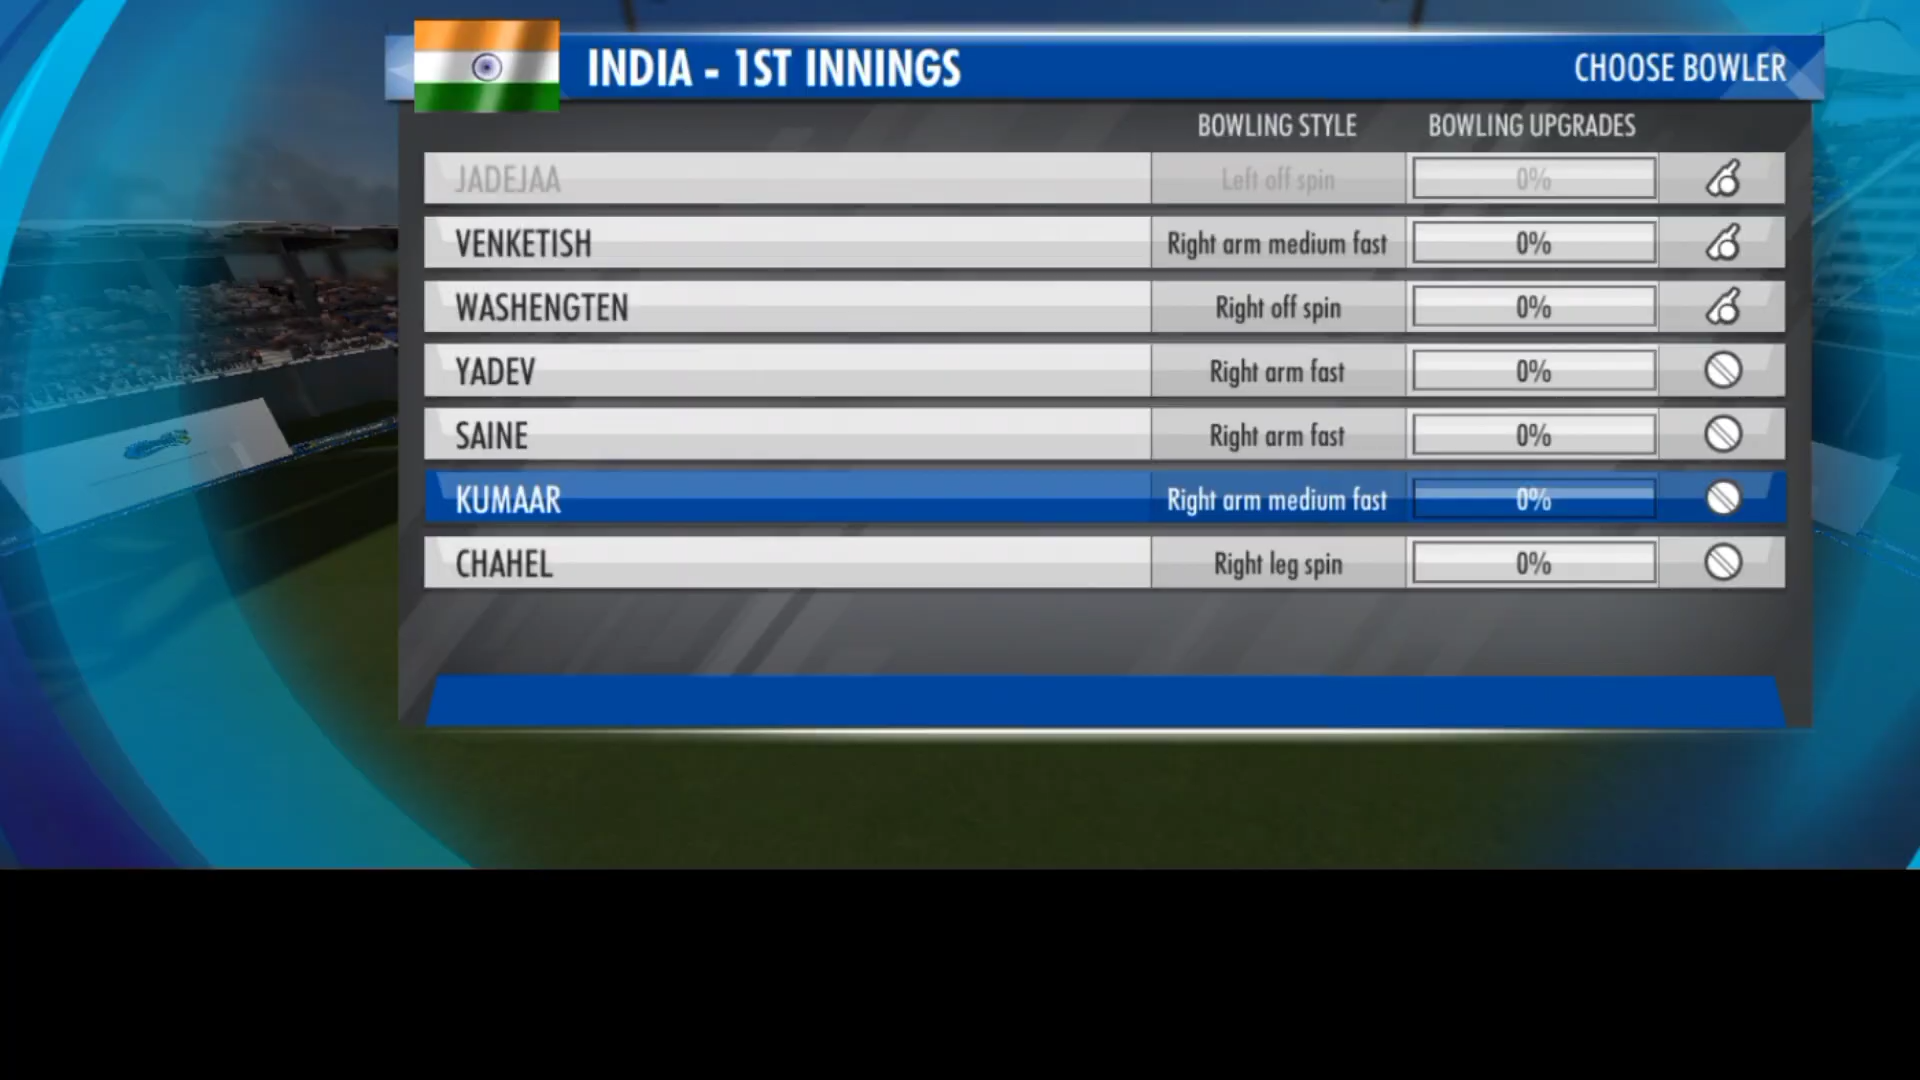 INDIA - 1ST INNINGS CHOOSE BOWLER
BOWLING STYLE BOWLING UPGRADES
JADEJAA Left off spin 0%
VENKETISH Right arm medium fast 0%
WASHENGTEN Right off spin 0%
YADEV Right arm fast 0%
SAINE Right arm fast 0%
KUMAAR Right arm medium fast 0%
CHAHEL Right leg spin 0%